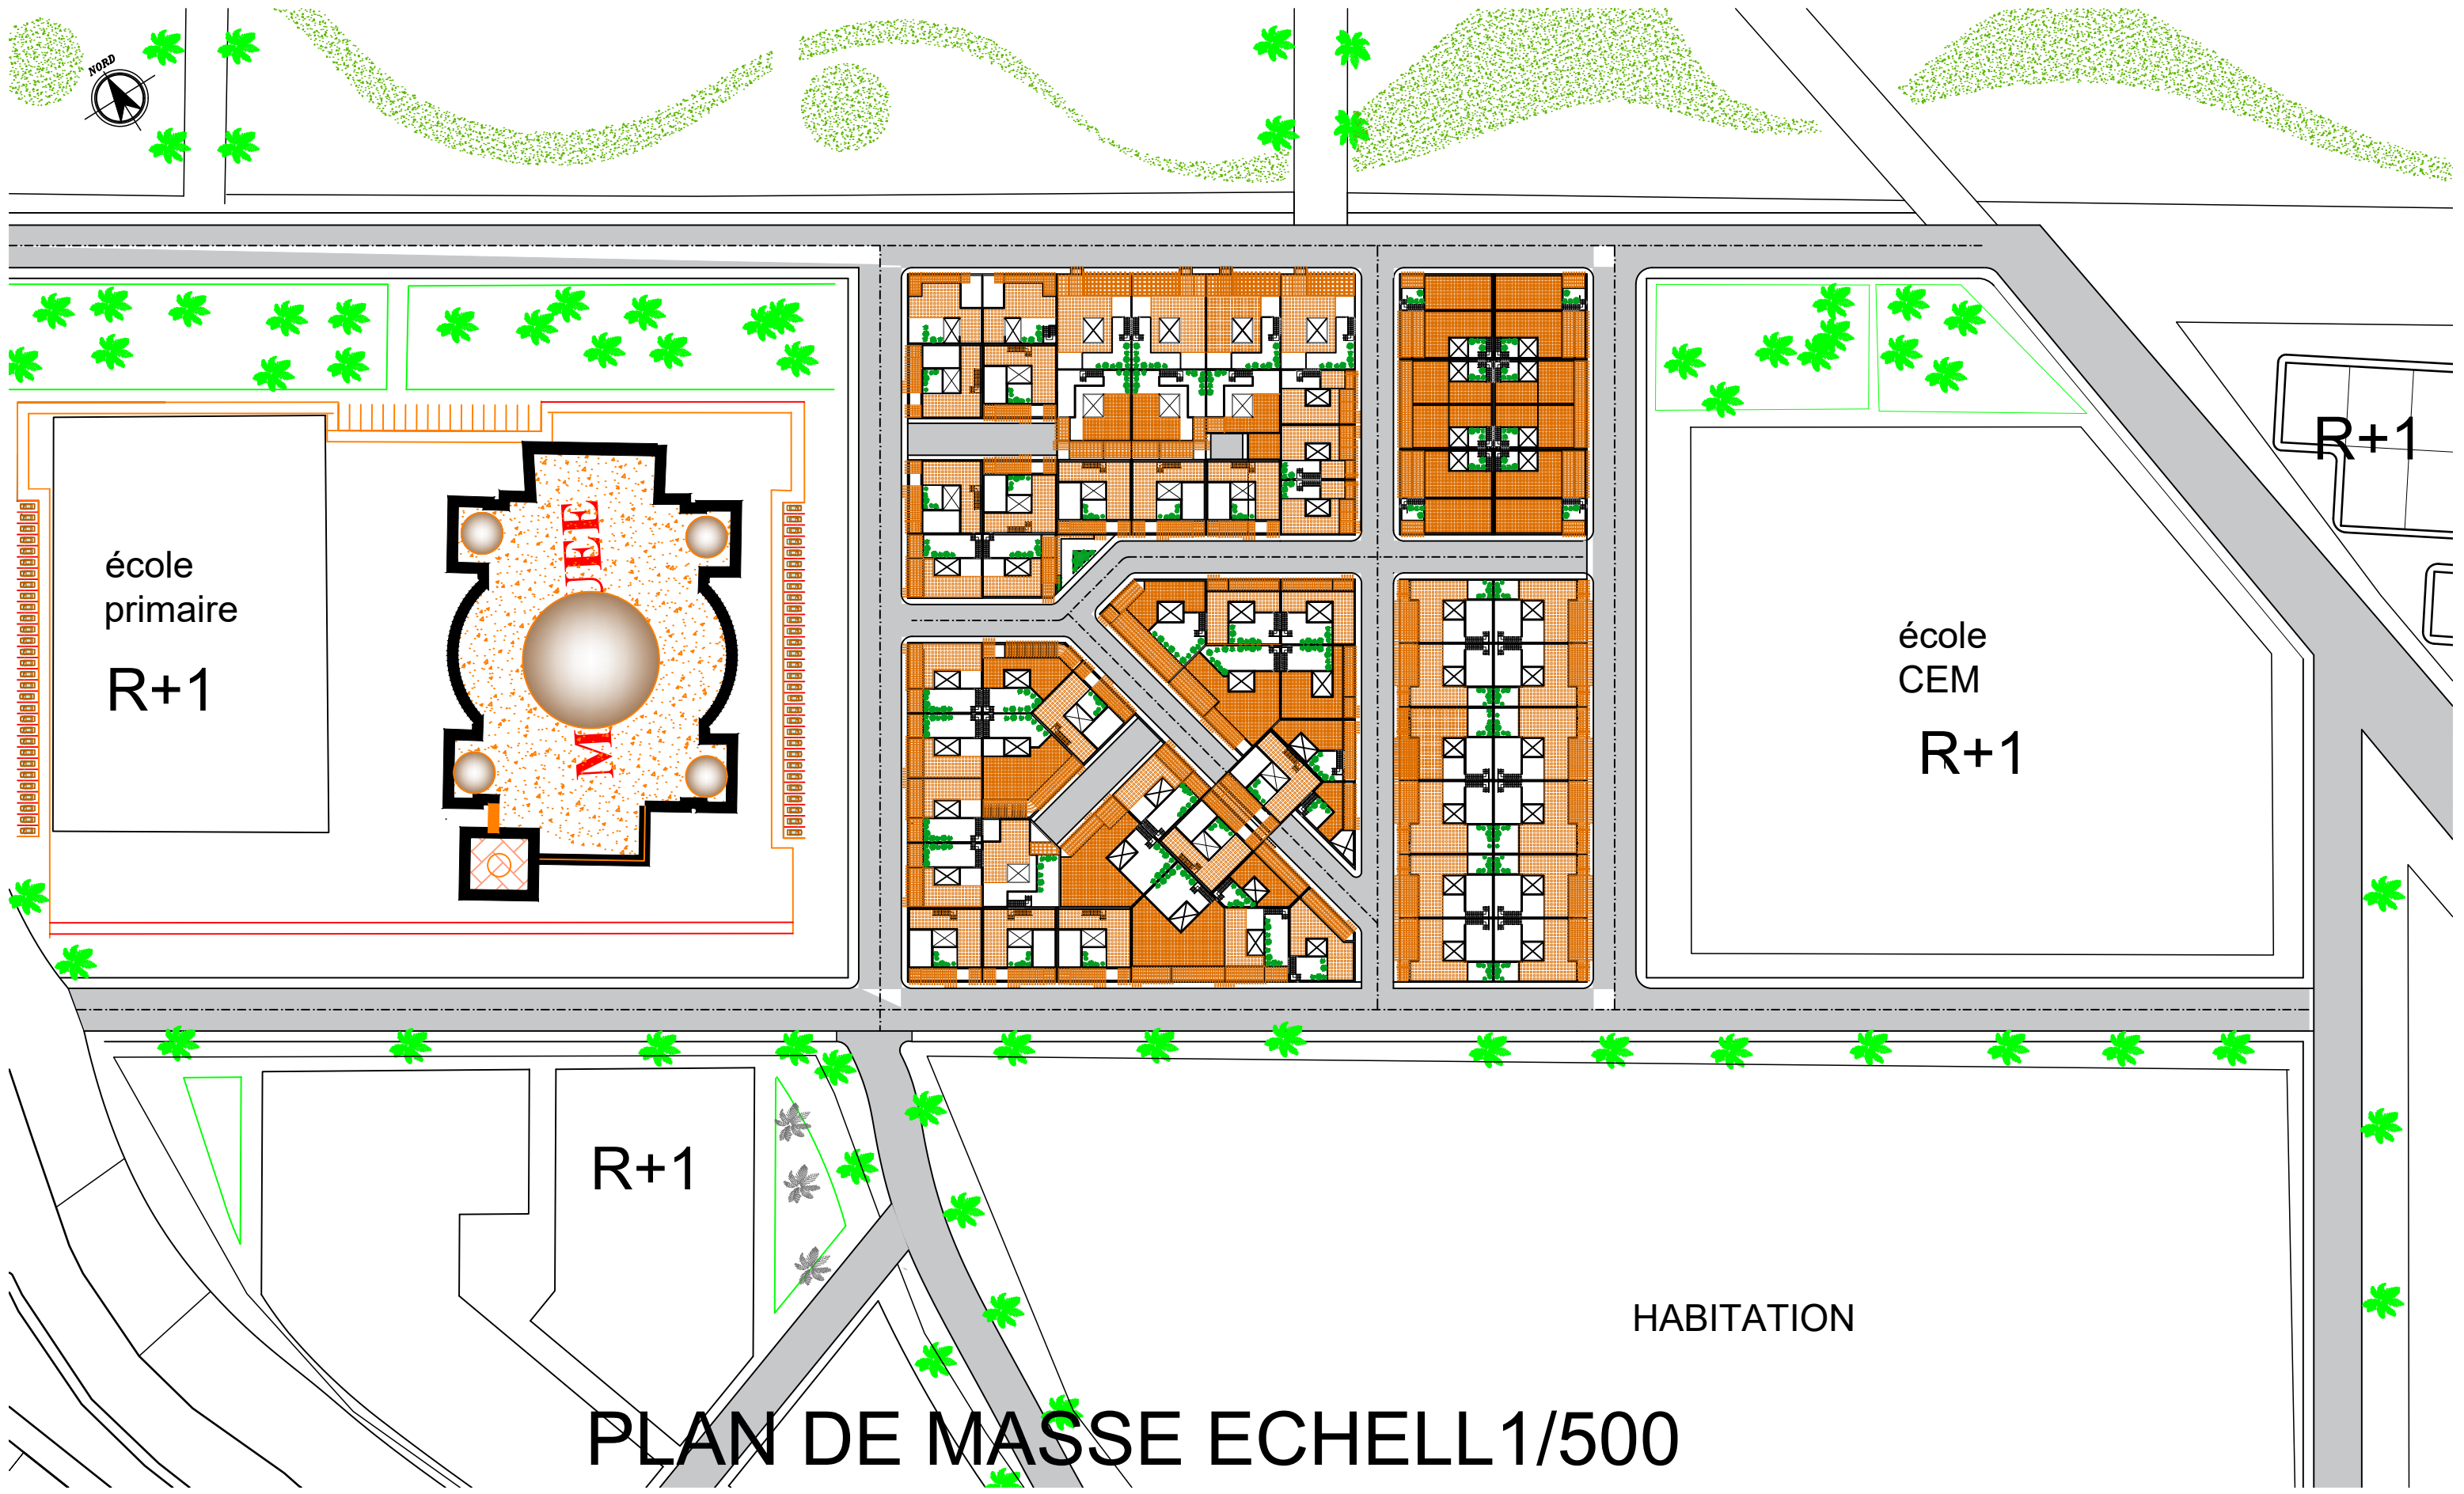 NORD
R+1
école
primaire
R+1
école
CEM
R+1
R+1
HABITATION
PLAN DE MASSE ECHELL1/500